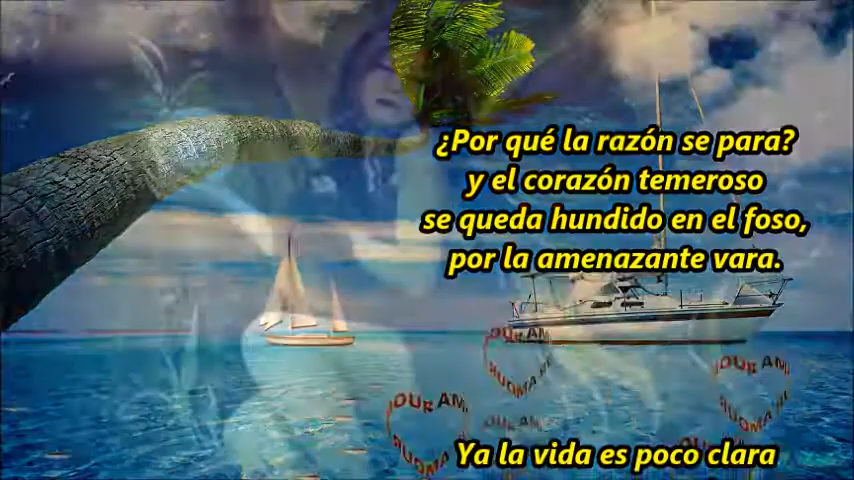 ¿Por qué la razón se para?
y el corazón temeroso
se queda hundido en el foso,
por la amenazante vara.
Ya la vida es poco clara